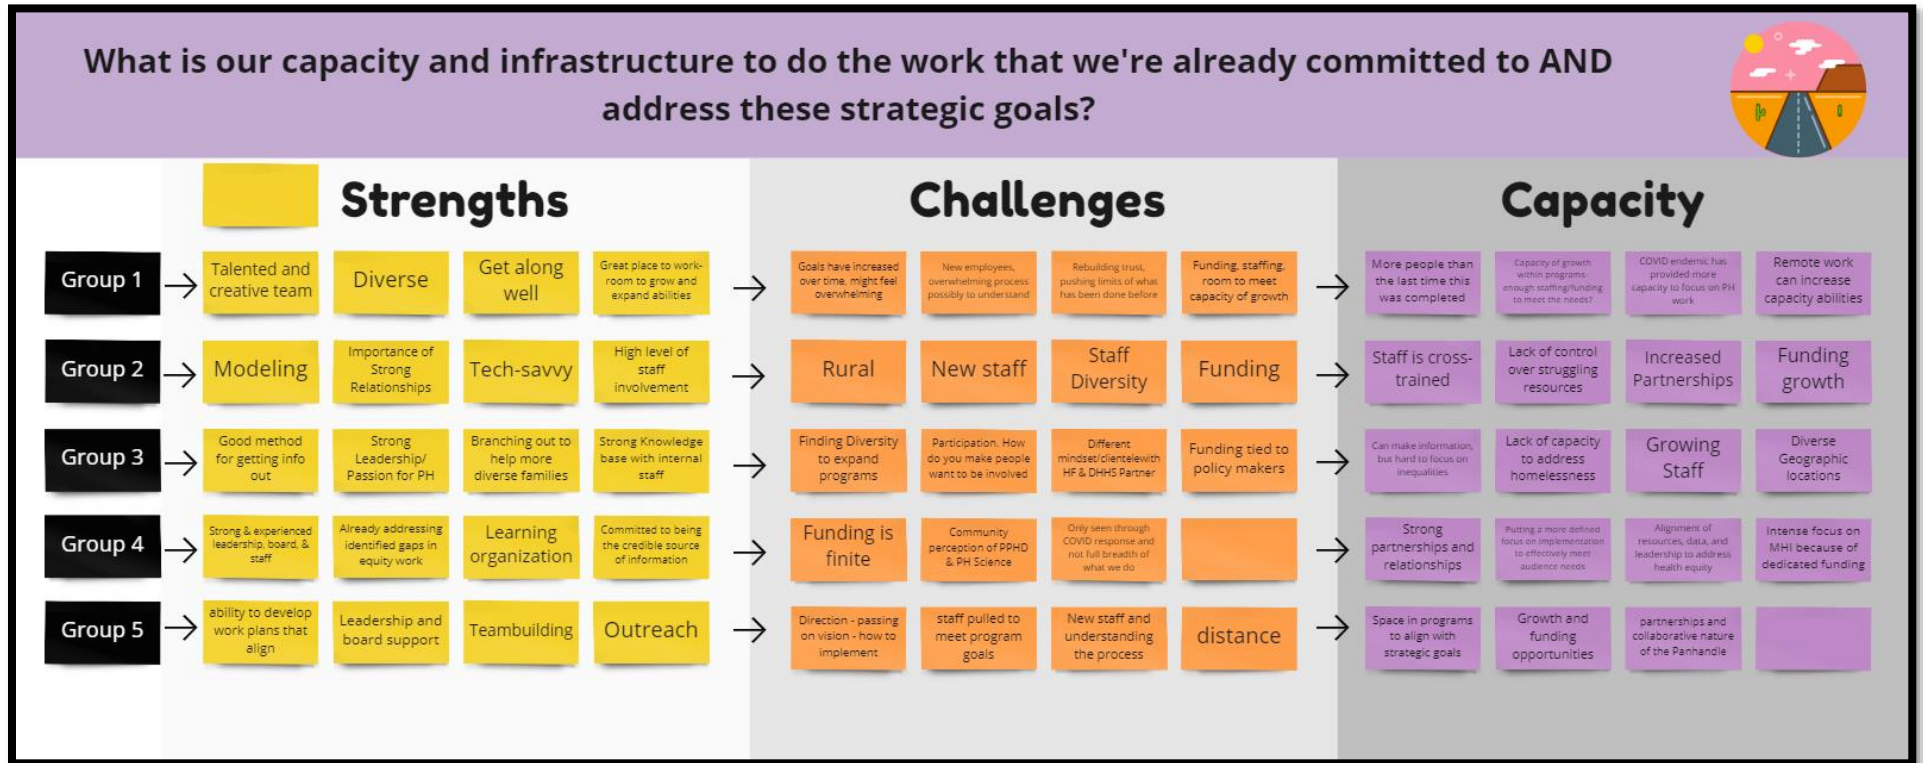 What is our capacity and infrastructure to do the work that we're already committed to AND
address these strategic goals?
Strengths
Challenges
Capacity
Group 1
Talented and
creative team
Diverse
Get along
well
Great place to work-
room to grow and
expand abilities
Goals have increased
over time, might feel
overwhelming
New employees,
overwhelming process
possibly to understand
Rebuilding trust,
pushing limits of what
has been done before
Funding, staffing,
room to meet
capacity of growth
More people than
the last time this
was completed
Capacity of growth
within programs-
enough staffing/funding
to meet the needs?
COVID endemic has
provided more
capacity to focus on PH
work
Remote work
can increase
capacity abilities
Group 2
Modeling
Importance of
Strong
Relationships
Tech-savvy
High level of
staff
involvement
Rural
New staff
Staff
Diversity
Funding
Staff is cross-
trained
Lack of control
over struggling
resources
Increased
Partnerships
Funding
growth
Group 3
Good method
for getting info
out
Strong
Leadership/
Passion for PH
Branching out to
help more
diverse families
Strong Knowledge
base with internal
staff
Finding Diversity
to expand
programs
Participation. How
do you make people
want to be involved
Different
mindset/clientelewith
HF & DHHS Partner
Funding tied to
policy makers
Can make information,
but hard to focus on
inequalities
Lack of capacity
to address
homelessness
Growing
Staff
Diverse
Geographic
locations
Group 4
Strong & experienced
leadership, board, &
staff
Already addressing
identified gaps in
equity work
Learning
organization
Committed to being
the credible source
of information
Funding is
finite
Community
perception of PPHD
& PH Science
Only seen through
COVID response and
not full breadth of
what we do
Strong
partnerships and
relationships
Putting a more defined
focus on implementation
to effectively meet
audience needs
Alignment of
resources, data, and
leadership to address
health equity
Intense focus on
MHI because of
dedicated funding
Group 5
ability to develop
work plans that
align
Leadership and
board support
Teambuilding
Outreach
Direction - passing
on vision - how to
implement
staff pulled to
meet program
goals
New staff and
understanding
the process
distance
Space in programs
to align with
strategic goals
Growth and
funding
opportunities
partnerships and
collaborative nature
of the Panhandle